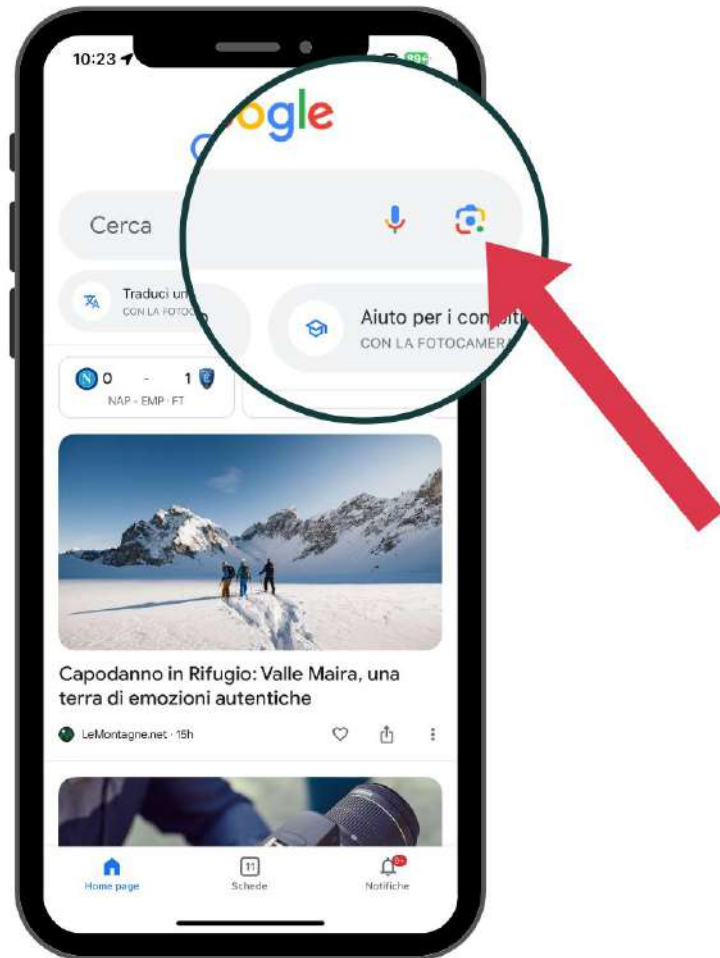 10:23
89+
Google
Cerca
Traduci un
CON LA FOTOC
Aiuto per i compiti
CON LA FOTOCAMERA
0 - 1
NAP - EMP · FT
Capodanno in Rifugio: Valle Maira, una
terra di emozioni autentiche
LeMontagne.net · 15h
11
9+
Home page
Schede
Notifiche